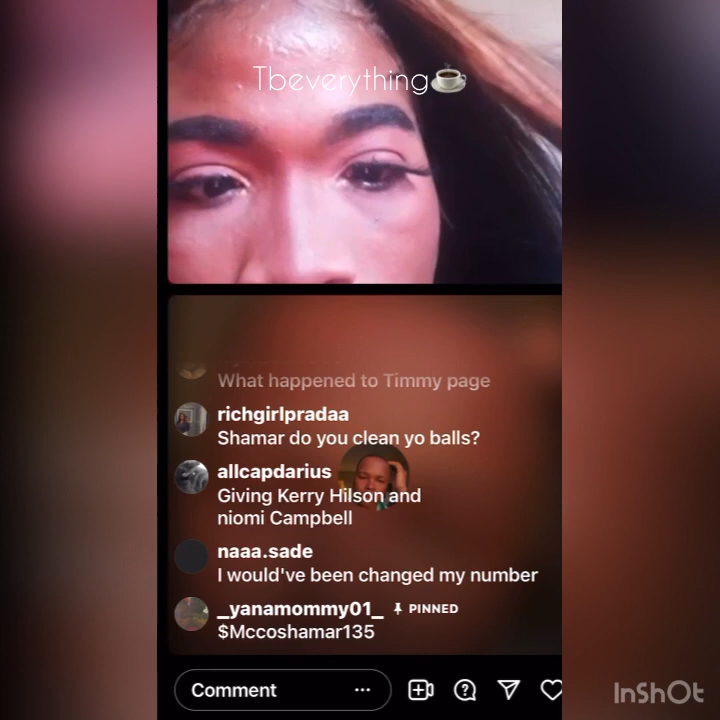 Tbeverything☕
What happened to Timmy page
richgirlpradaa
Shamar do you clean yo balls?
allcapdarius
Giving Kerry Hilson and
niomi Campbell
naaa.sade
I would've been changed my number
_yanamommy01_ PINNED
$Mccoshamar135
Comment ...
InShOt